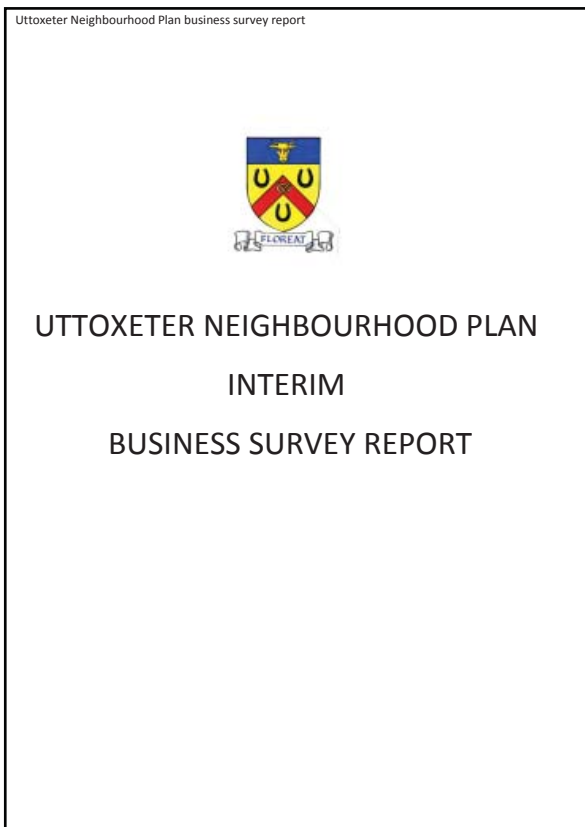 Uttoxeter Neighbourhood Plan business survey report
FLOREAT
UTTOXETER NEIGHBOURHOOD PLAN
INTERIM
BUSINESS SURVEY REPORT